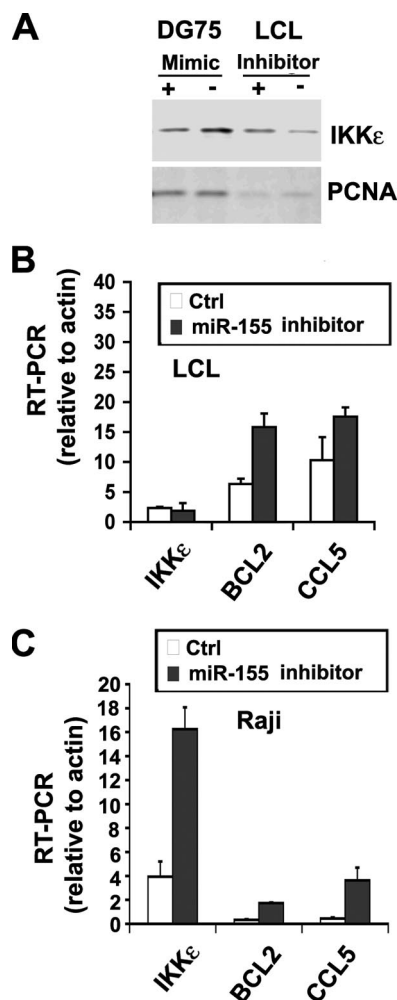 A
DG75 LCL
Mimic Inhibitor
+ - + -
IKKε
PCNA
B
RT-PCR
(relative to actin)
40
35
30
25
20
15
10
5
0
Ctrl
miR-155 inhibitor
LCL
IKKε
BCL2
CCL5
C
RT-PCR
(relative to actin)
20
18
16
14
12
10
8
6
4
2
0
Ctrl
miR-155 inhibitor
Raji
IKKε
BCL2
CCL5